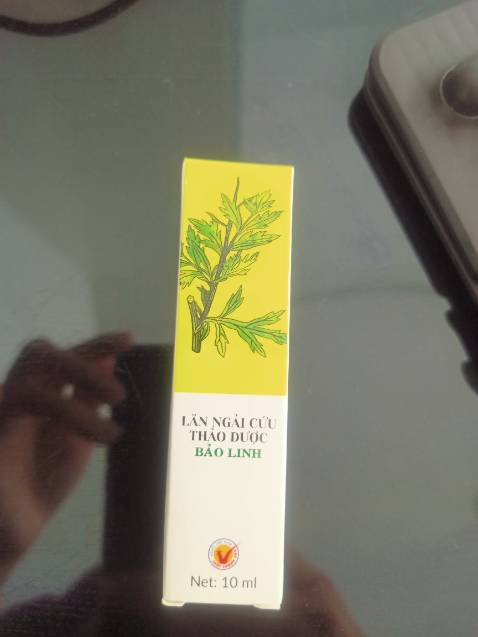 LĂN NGẢI CỨU
THẢO DƯỢC
BẢO LINH
Net: 10 ml